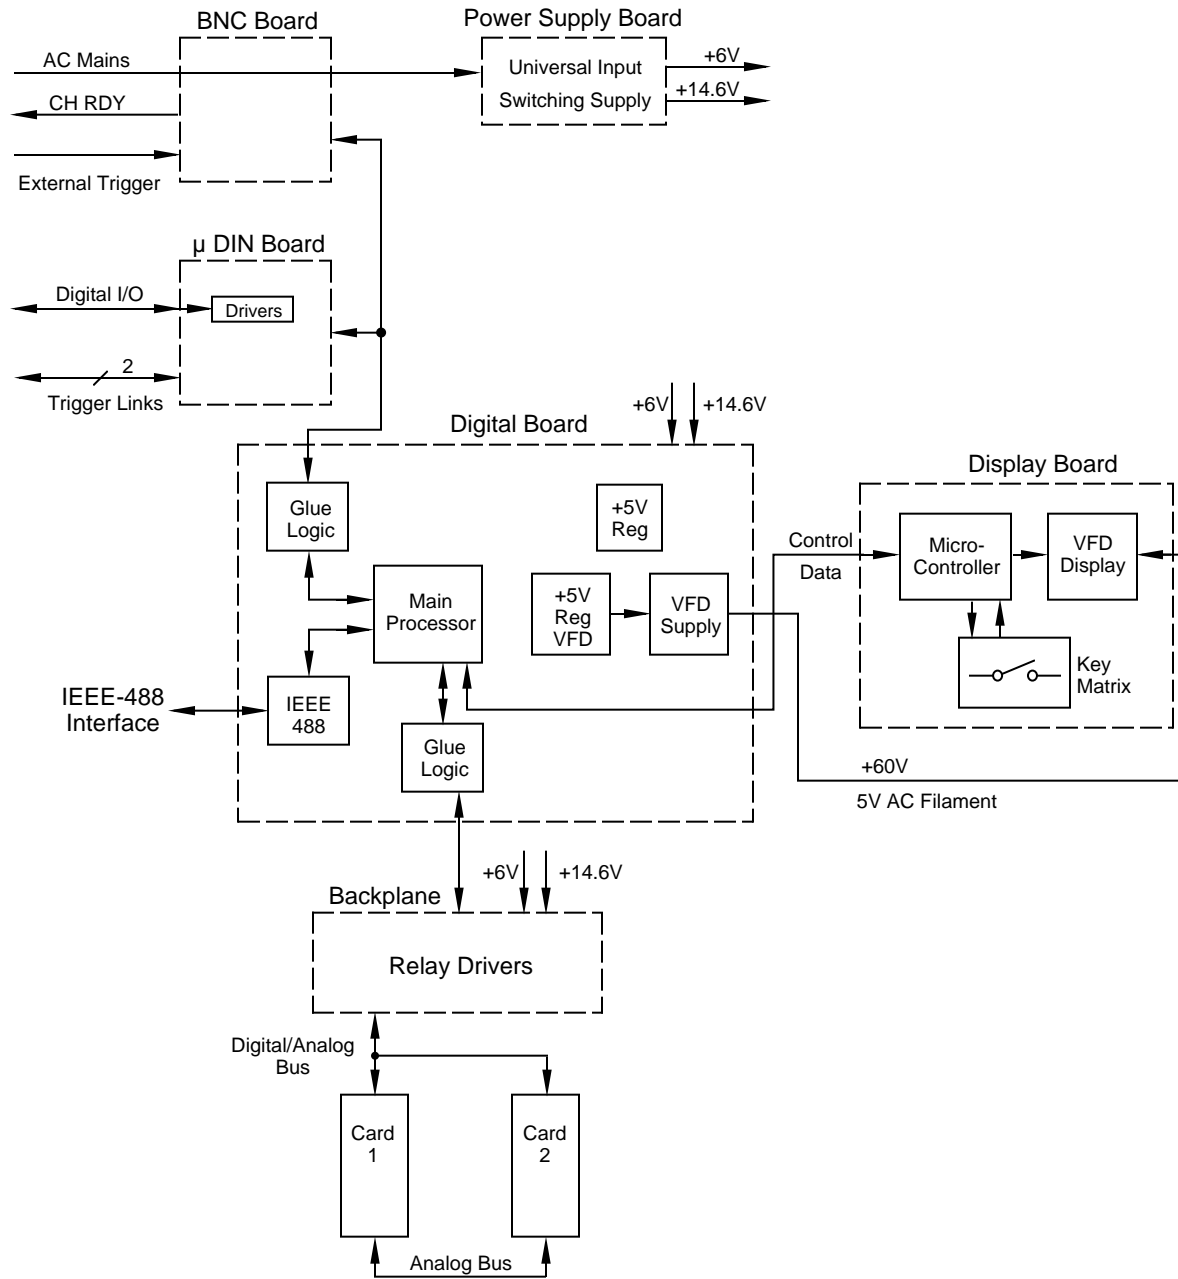 BNC Board
Power Supply Board
AC Mains
Universal Input
Switching Supply
+6V
+14.6V
CH RDY
External Trigger
µ DIN Board
Digital I/O
Drivers
2
Trigger Links
+6V
+14.6V
Digital Board
Display Board
Glue
Logic
+5V
Reg
Control
Data
Micro-
Controller
VFD
Display
Main
Processor
+5V
Reg
VFD
VFD
Supply
Key
Matrix
IEEE-488
Interface
IEEE
488
Glue
Logic
+60V
5V AC Filament
+6V
+14.6V
Backplane
Relay Drivers
Digital/Analog
Bus
Card
1
Card
2
Analog Bus